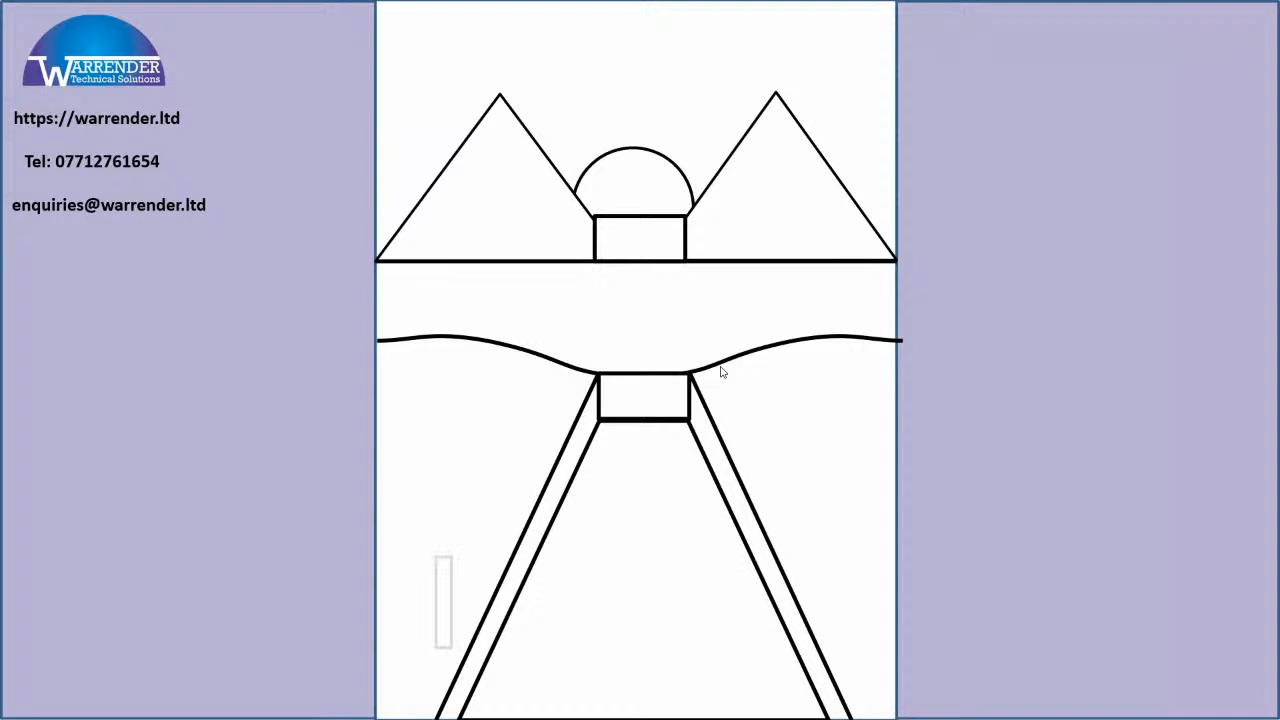 WARRENDER
Technical Solutions
https://warrender.ltd
Tel: 07712761654
enquiries@warrender.ltd